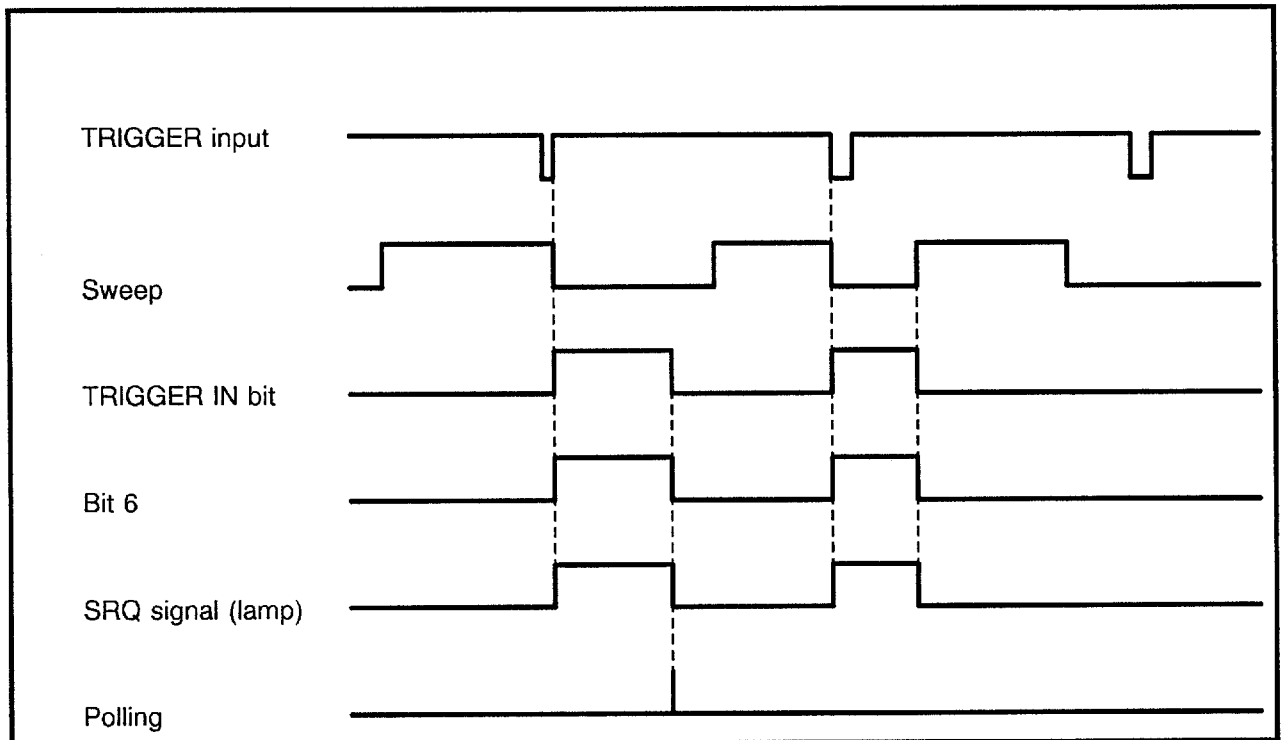 TRIGGER input
Sweep
TRIGGER IN bit
Bit 6
SRQ signal (lamp)
Polling